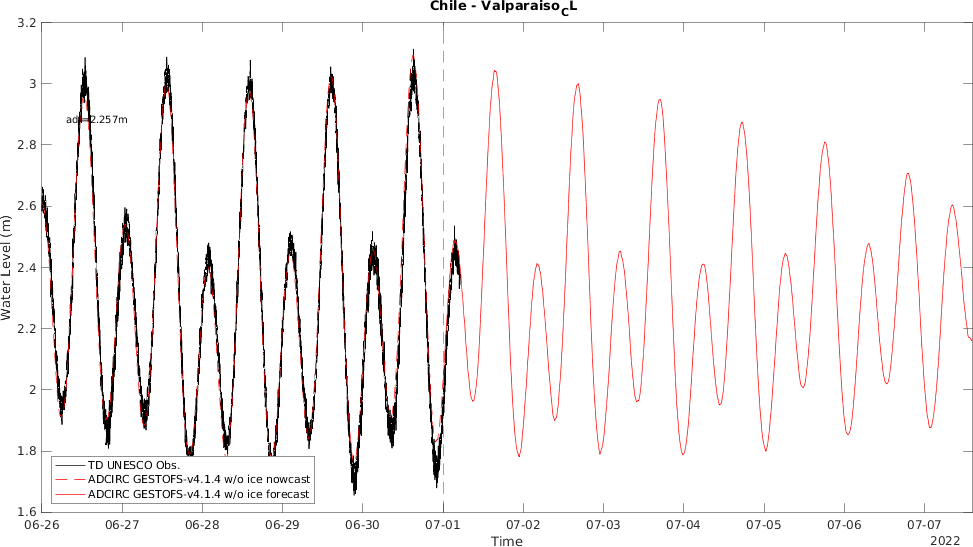 Chile - Valparaiso_CL
3.2
3
2.8
2.6
2.4
2.2
2
1.8
1.6
Water Level (m)
adj=2.257m
TD UNESCO Obs.
ADCIRC GESTOFS-v4.1.4 w/o ice nowcast
ADCIRC GESTOFS-v4.1.4 w/o ice forecast
06-26 06-27 06-28 06-29 06-30 07-01 07-02 07-03 07-04 07-05 07-06 07-07
Time
2022